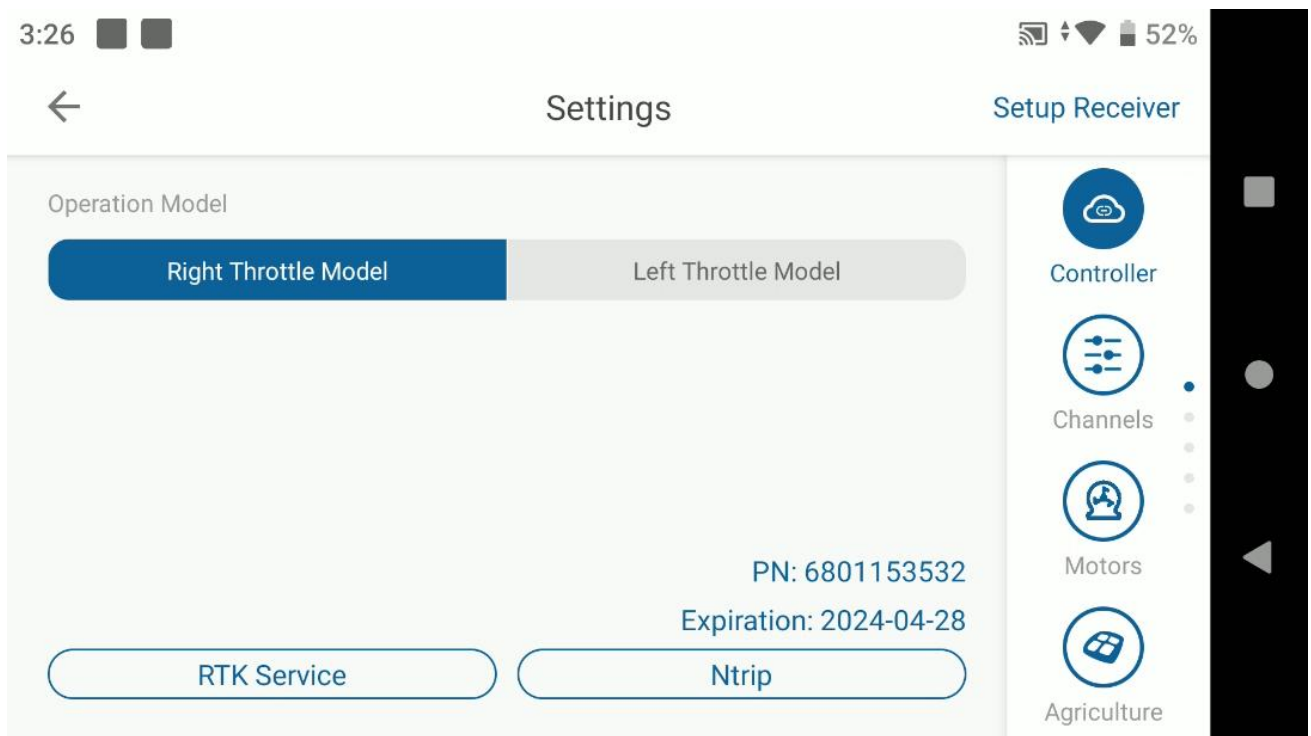 3:26
52%
Settings
Setup Receiver
Operation Model
Right Throttle Model
Left Throttle Model
Controller
Channels
Motors
Agriculture
PN: 6801153532
Expiration: 2024-04-28
RTK Service
Ntrip